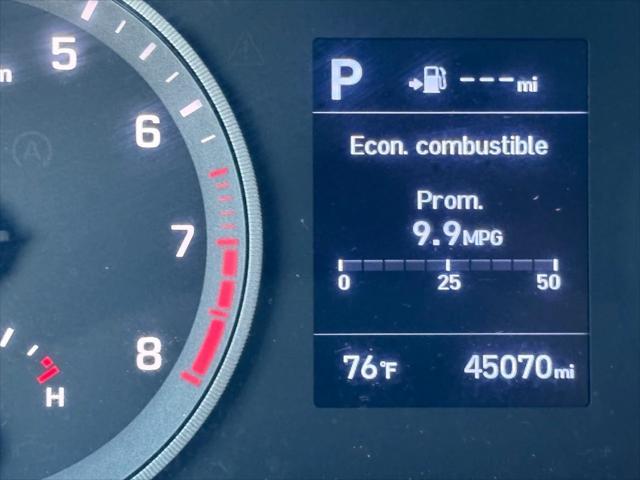 5
6
7
8
H
A
P ---mi
Econ. combustible
Prom.
9.9MPG
0 25 50
76°F 45070mi